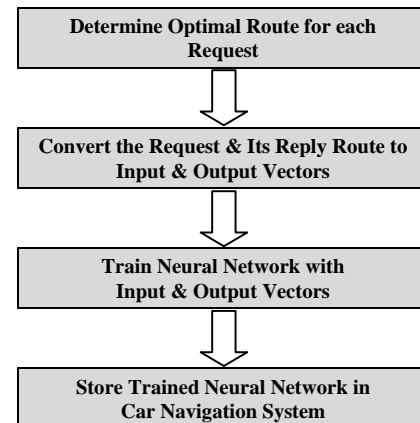 Determine Optimal Route for each
Request
Convert the Request & Its Reply Route to
Input & Output Vectors
Train Neural Network with
Input & Output Vectors
Store Trained Neural Network in
Car Navigation System